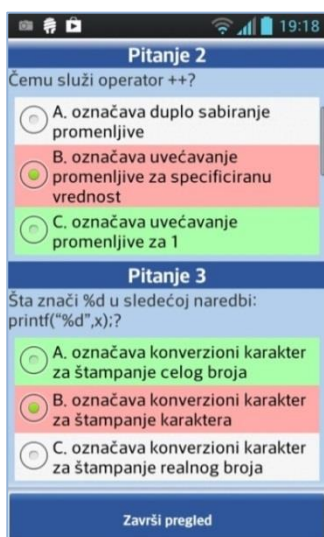 19:18
Pitanje 2
Čemu služi operator ++?
A. označava duplo sabiranje
promenljive
B. označava uvećavanje
promenljive za specificiranu
vrednost
C. označava uvećavanje
promenljive za 1
Pitanje 3
Šta znači %d u sledećoj naredbi:
printf(“%d”,x);?
A. označava konverzioni karakter
za štampanje celog broja
B. označava konverzioni karakter
za štampanje karaktera
C. označava konverzioni karakter
za štampanje realnog broja
Završi pregled